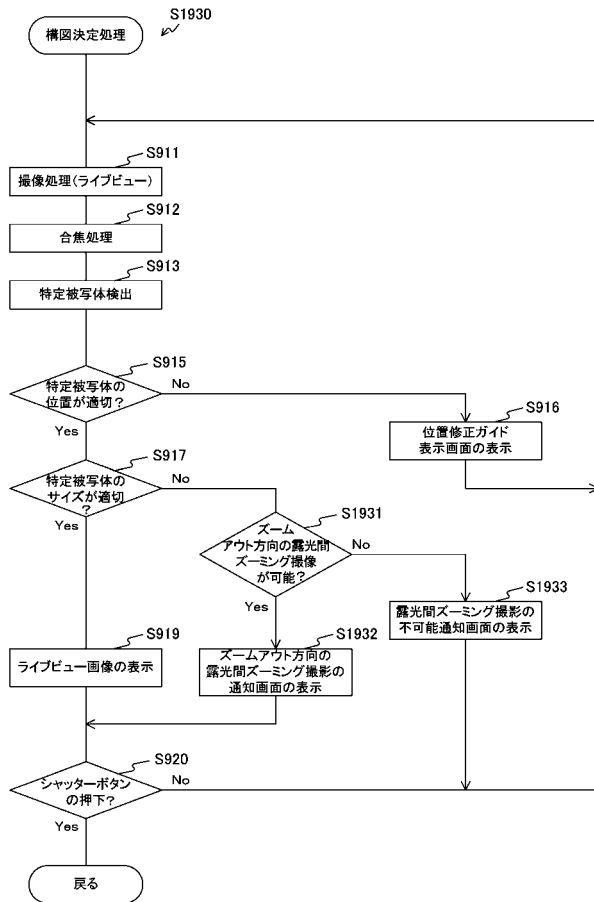 構図決定処理
S1930
S911
撮像処理(ライブビュー)
S912
合焦処理
S913
特定被写体検出
S915
特定被写体の
位置が適切?
No
Yes
S916
位置修正ガイド
表示画面の表示
S917
特定被写体の
サイズが適切
?
No
Yes
S1931
ズーム
アウト方向の露光間
ズーミング撮像
が可能?
No
Yes
S1933
露光間ズーミング撮影の
不可能通知画面の表示
S919
ライブビュー画像の表示
S1932
ズームアウト方向の
露光間ズーミング撮影の
通知画面の表示
S920
シャッターボタン
の押下?
No
Yes
戻る